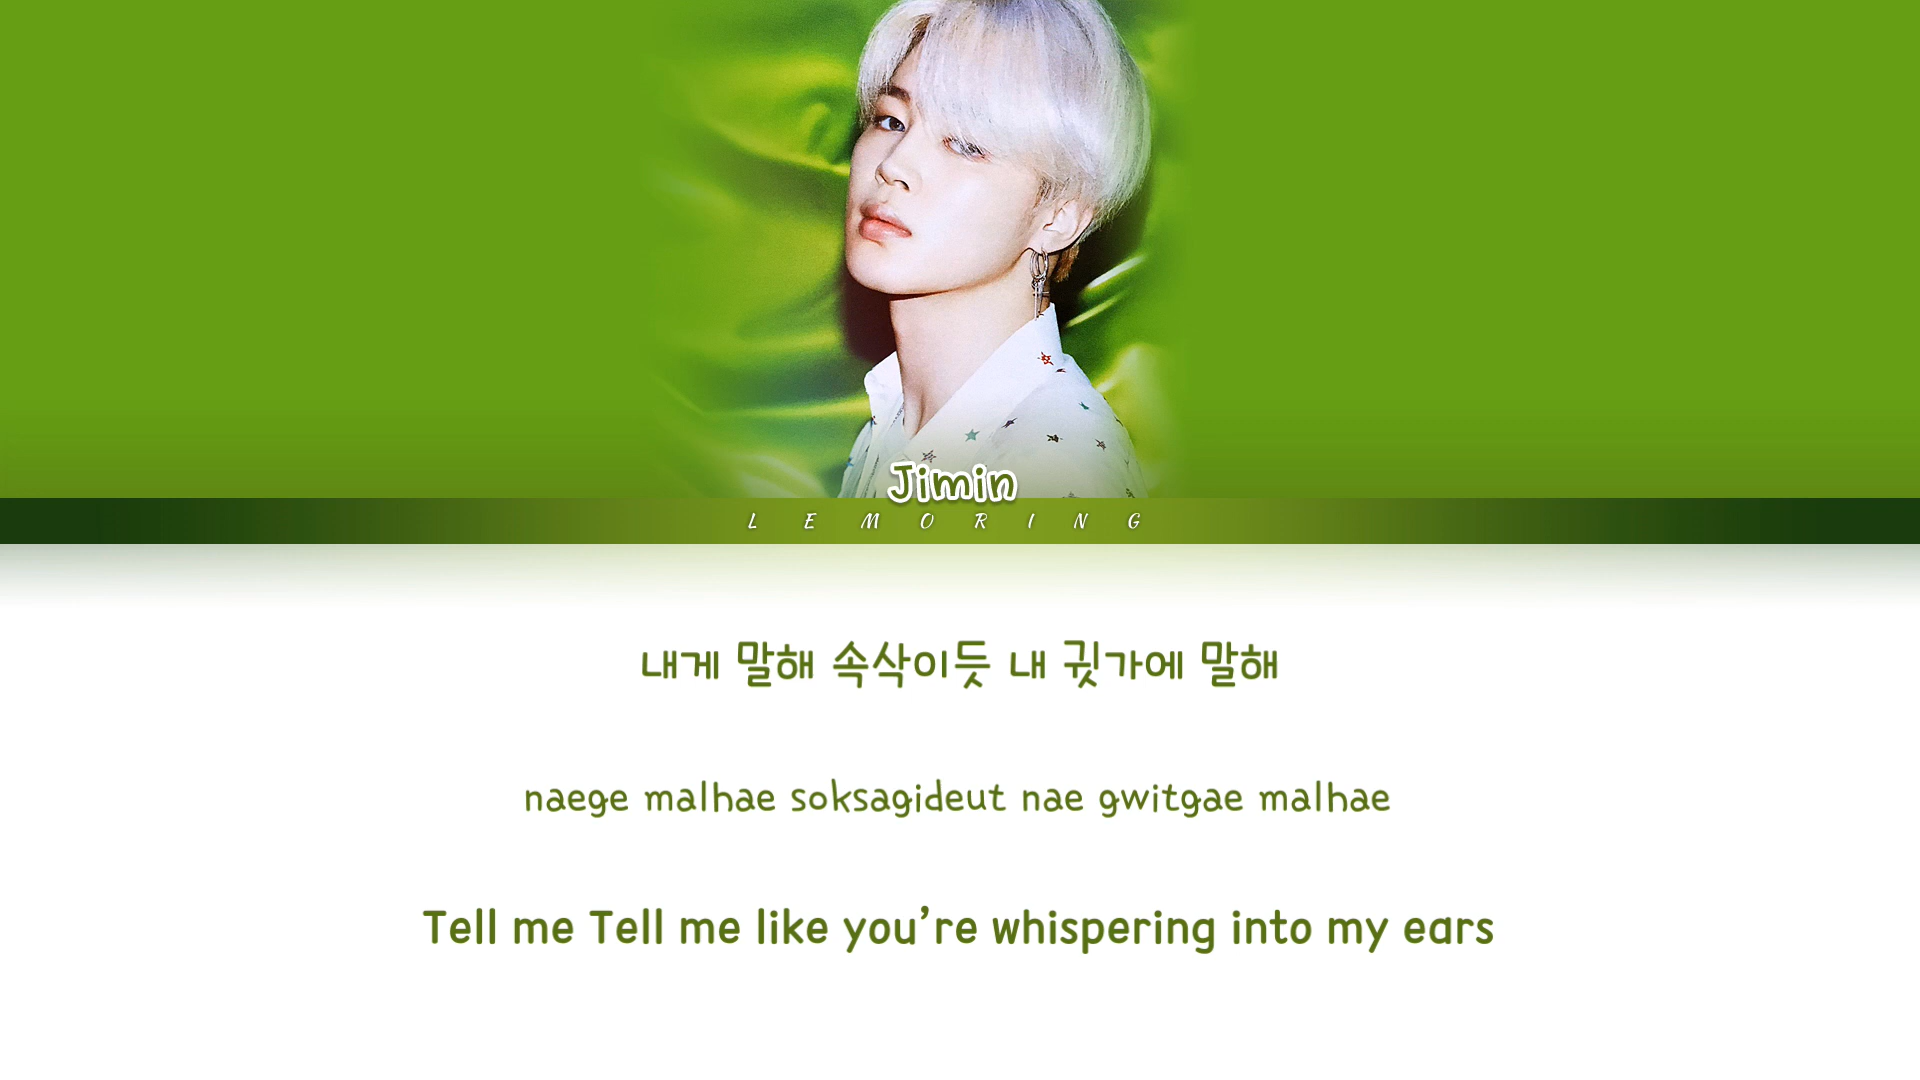 Jimin
LEMORING
내게 말해 속삭이듯 내 귓가에 말해
naege malhae soksagideut nae gwitgae malhae
Tell me Tell me like you’re whispering into my ears